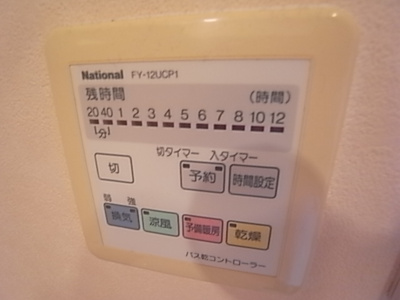 National FY-12UCP1
残時間 (時間)
20 40 1 2 3 4 5 6 7 8 10 12
分
切タイマー 入タイマー
切 予約 時間設定
弱 強
換気 涼風 予備暖房 乾燥
バス乾コントローラー